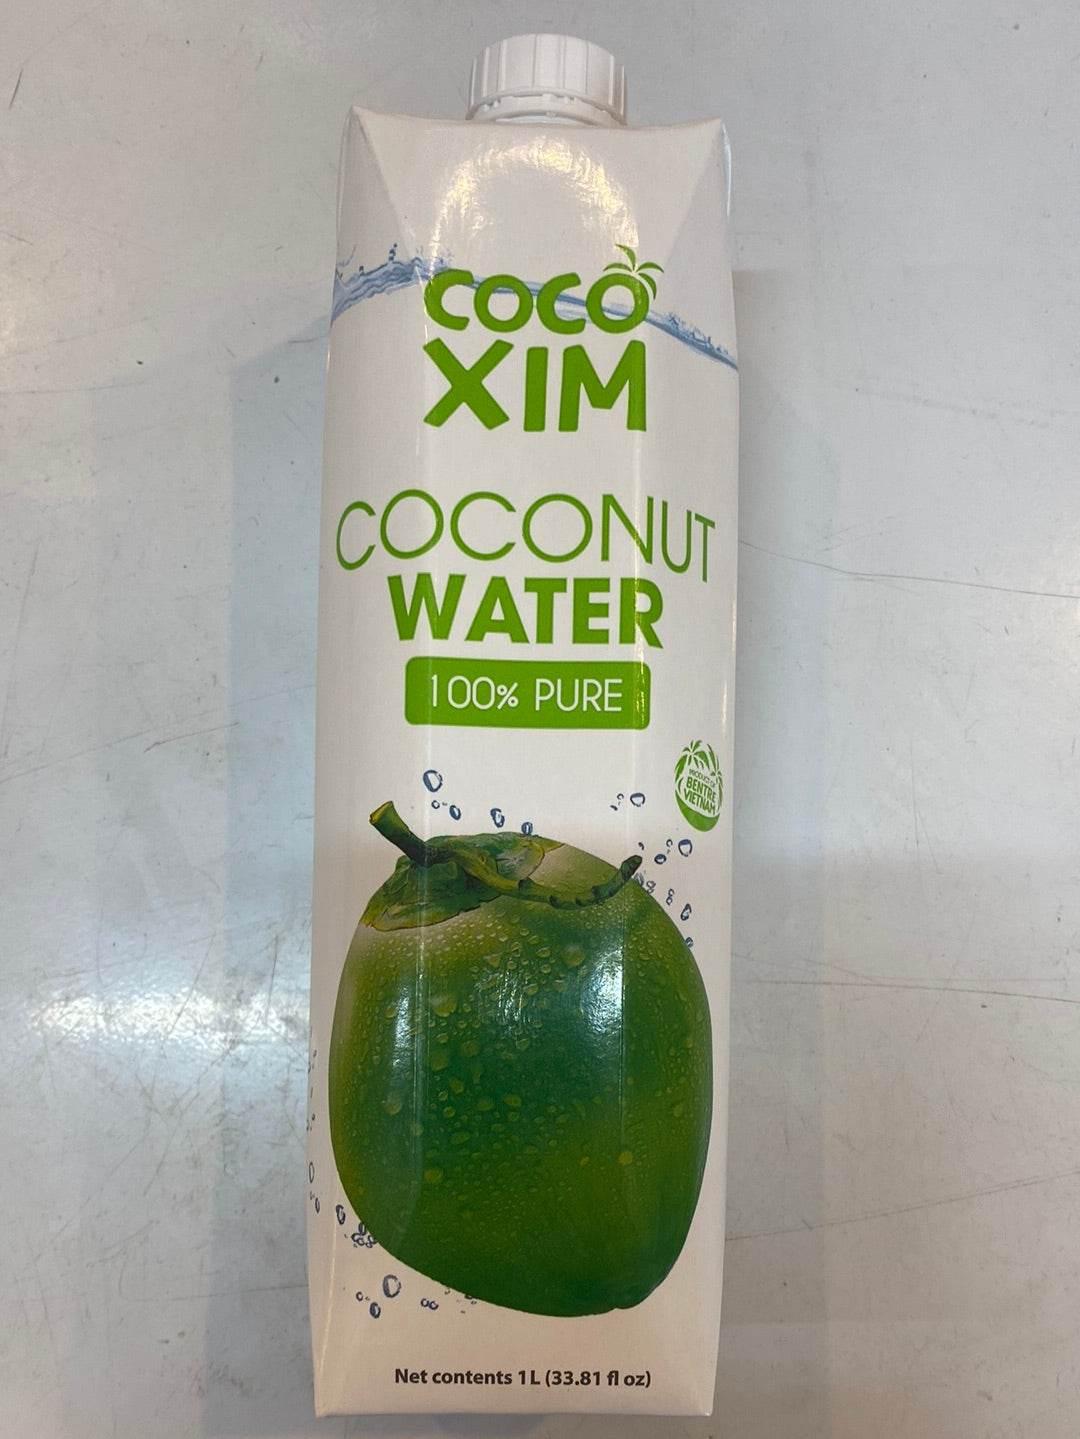 COCO
XIM
COCONUT
WATER
100% PURE
PRODUCT OF
BENTRE
VIETNAM
Net contents 1L (33.81 fl oz)